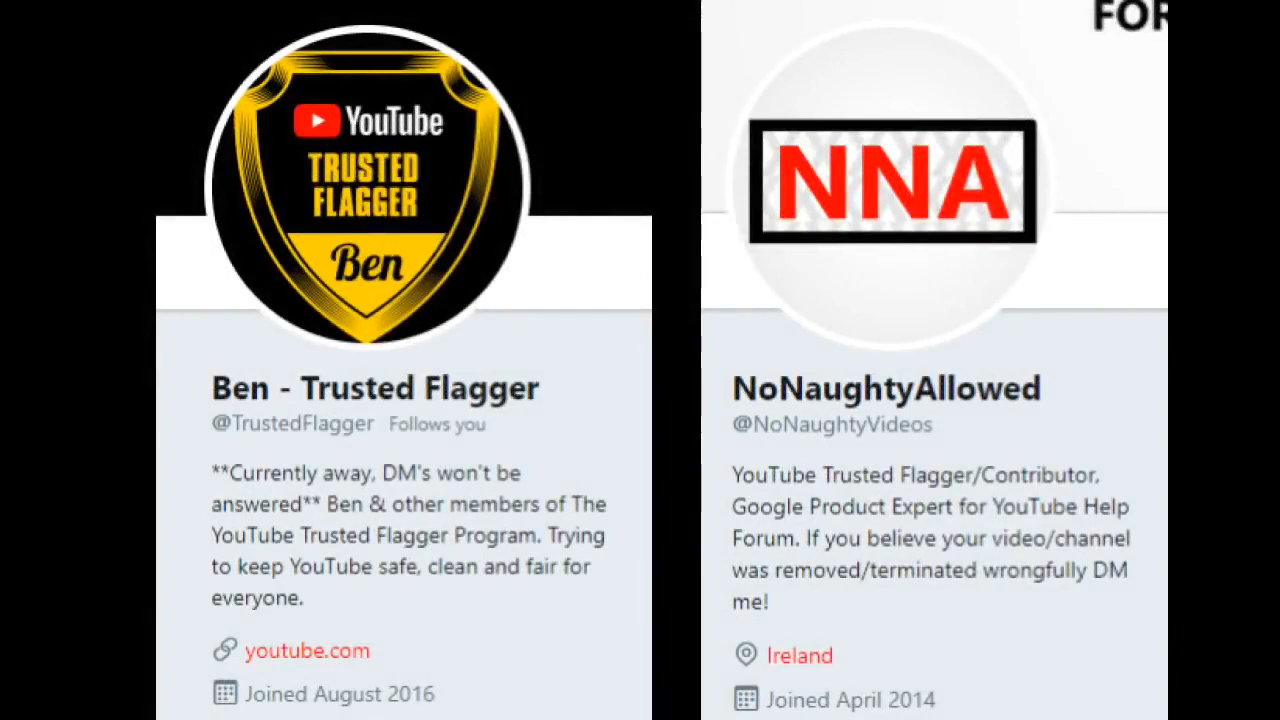 YouTube
TRUSTED
FLAGGER
Ben
Ben - Trusted Flagger
@TrustedFlagger Follows you
**Currently away, DM's won't be
answered** Ben & other members of The
YouTube Trusted Flagger Program. Trying
to keep YouTube safe, clean and fair for
everyone.
youtube.com
Joined August 2016
FOR
NNA
NoNaughtyAllowed
@NoNaughtyVideos
YouTube Trusted Flagger/Contributor,
Google Product Expert for YouTube Help
Forum. If you believe your video/channel
was removed/terminated wrongfully DM
me!
Ireland
Joined April 2014